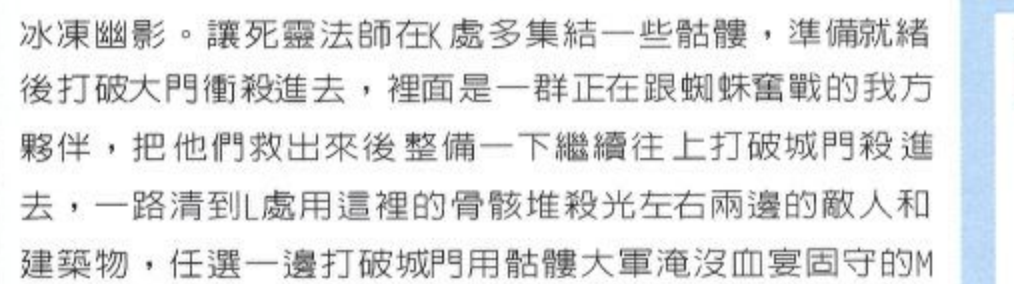 冰凍幽影。讓死靈法師在K處多集結一些骷髏，準備就緒
後打破大門衝殺進去，裡面是一群正在跟蜘蛛奮戰的我方
夥伴，把他們救出來後整備一下繼續往上打破城門殺進
去，一路清到L處用這裡的骨骸堆殺光左右兩邊的敵人和
建築物，任選一邊打破城門用骷髏大軍淹沒血宴固守的M